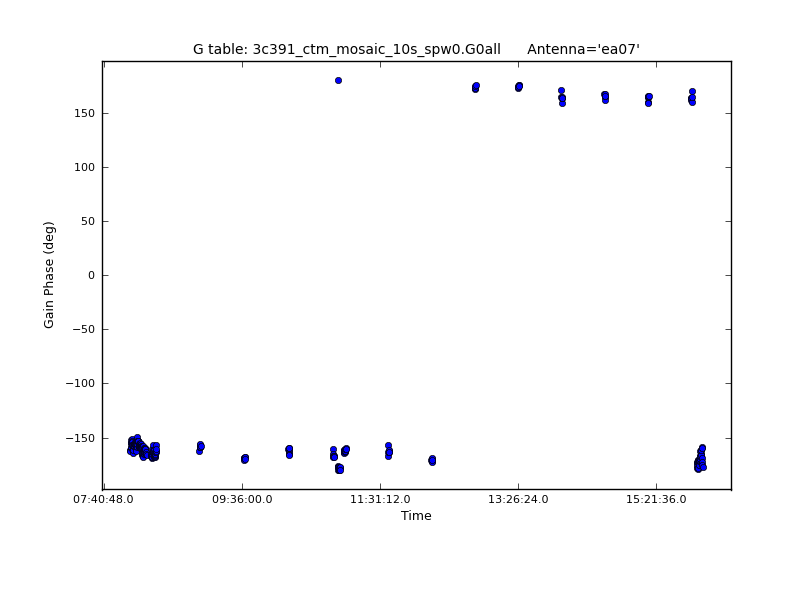 G table: 3c391_ctm_mosaic_10s_spw0.G0all      Antenna='ea07'
150
100
50
0
−50
−100
−150
Gain Phase (deg)
07:40:48.0 09:36:00.0 11:31:12.0 13:26:24.0 15:21:36.0
Time